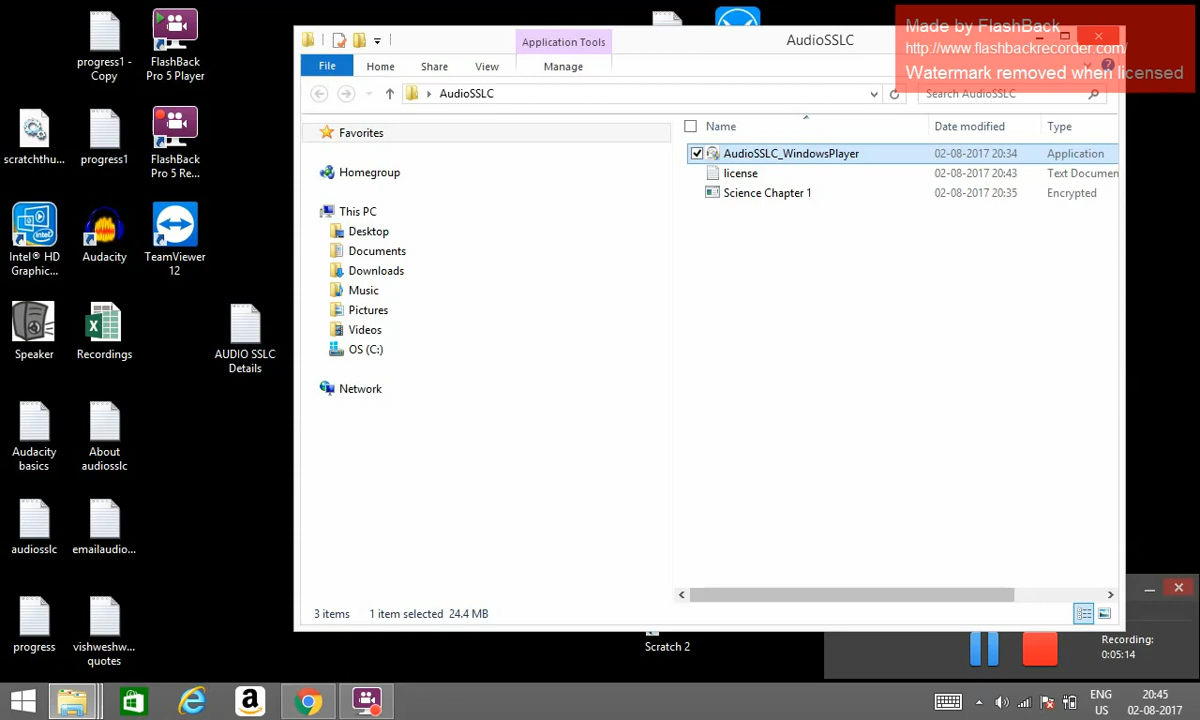 progress1 -
Copy
FlashBack
Pro 5 Player
scratchthu...
progress1
FlashBack
Pro 5 Re...
Intel® HD
Graphic...
Audacity
TeamViewer
12
Speaker
Recordings
AUDIO SSLC
Details
Audacity
basics
About
audiosslc
audiosslc
emailaudio...
progress
vishweshw...
quotes
Application Tools
AudioSSLC
File
Home
Share
View
Manage
AudioSSLC
Search AudioSSLC
Made by FlashBack
http://www.flashbackrecorder.com/
Watermark removed when licensed
Favorites
Homegroup
This PC
Desktop
Documents
Downloads
Music
Pictures
Videos
OS (C:)
Network
Name
Date modified
Type
AudioSSLC_WindowsPlayer
02-08-2017 20:34
Application
license
02-08-2017 20:43
Text Documen
Science Chapter 1
02-08-2017 20:35
Encrypted
3 items
1 item selected 24.4 MB
Scratch 2
Recording:
0:05:14
ENG
US
20:45
02-08-2017